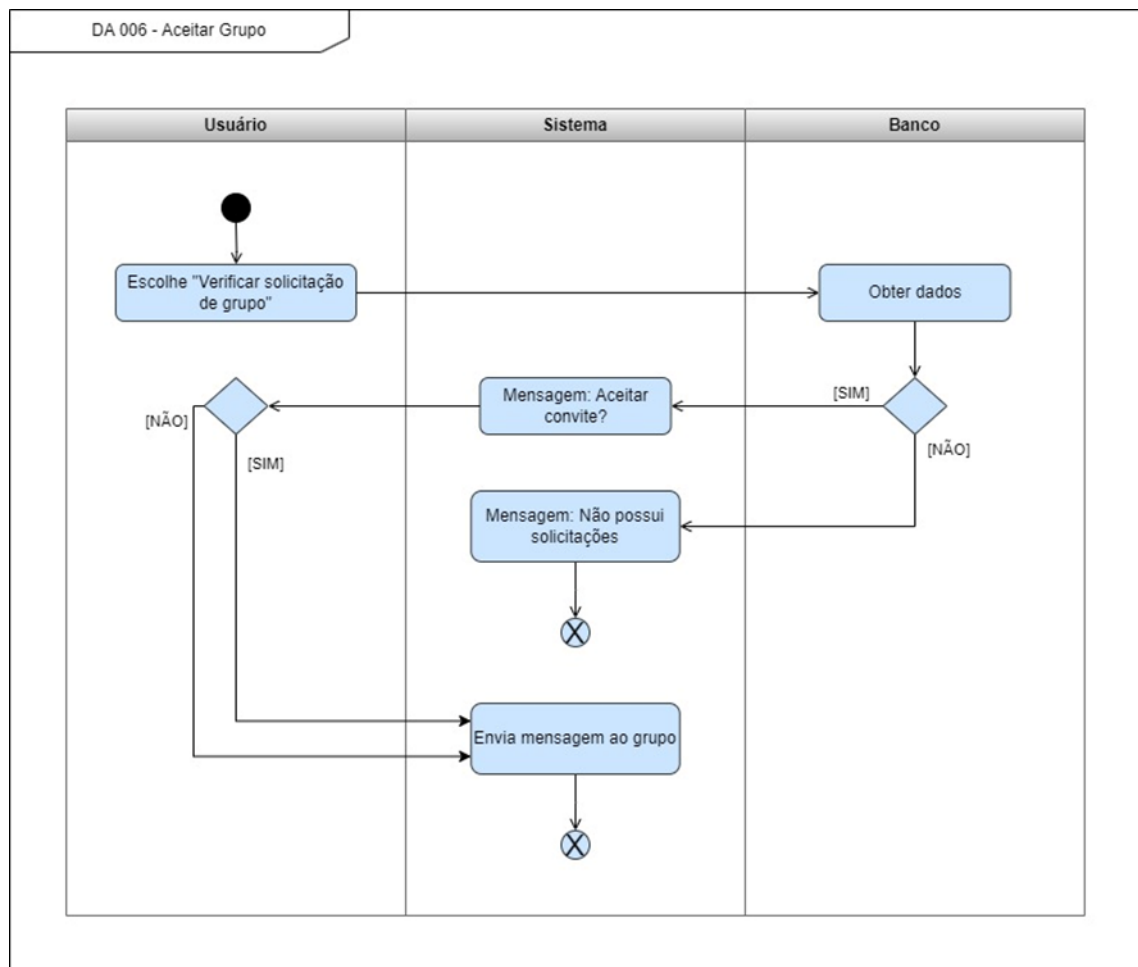 DA 006 - Aceitar Grupo
Usuário
Sistema
Banco
Escolhe "Verificar solicitação
de grupo"
Obter dados
Mensagem: Aceitar
convite?
[SIM]
[NÃO]
[NÃO]
[SIM]
Mensagem: Não possui
solicitações
X
Envia mensagem ao grupo
X